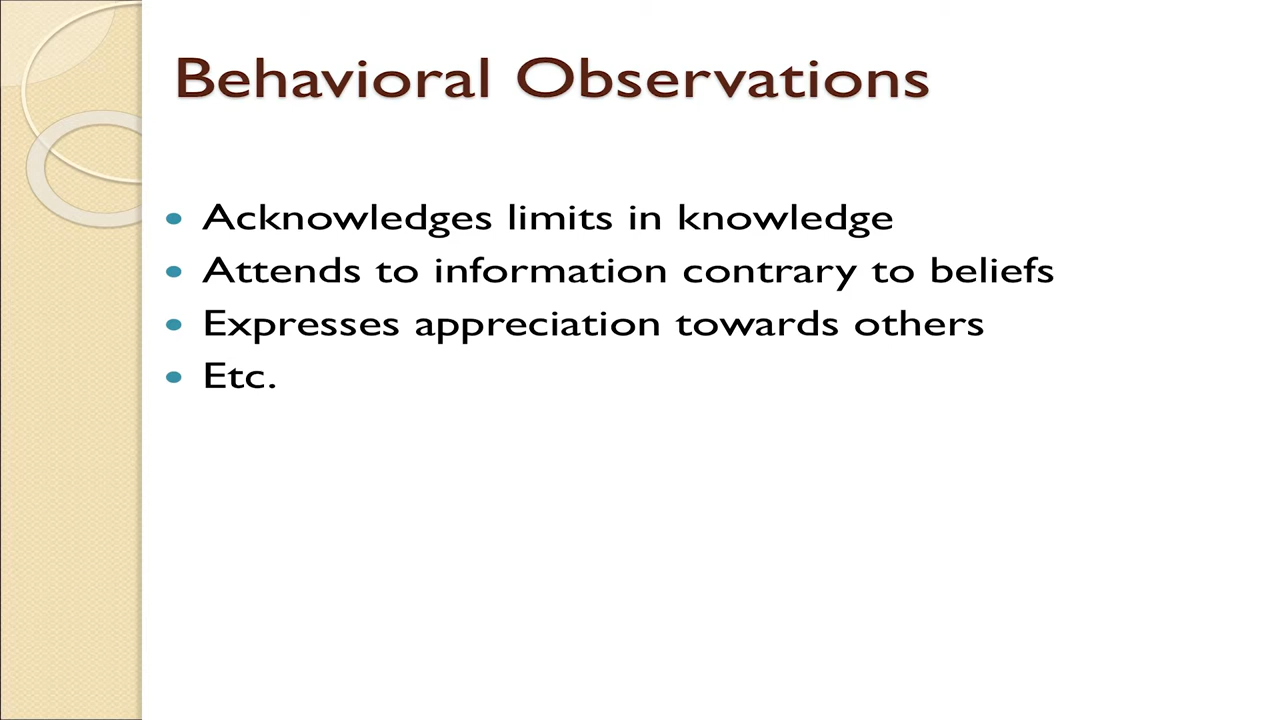 Behavioral Observations
• Acknowledges limits in knowledge
• Attends to information contrary to beliefs
• Expresses appreciation towards others
• Etc.